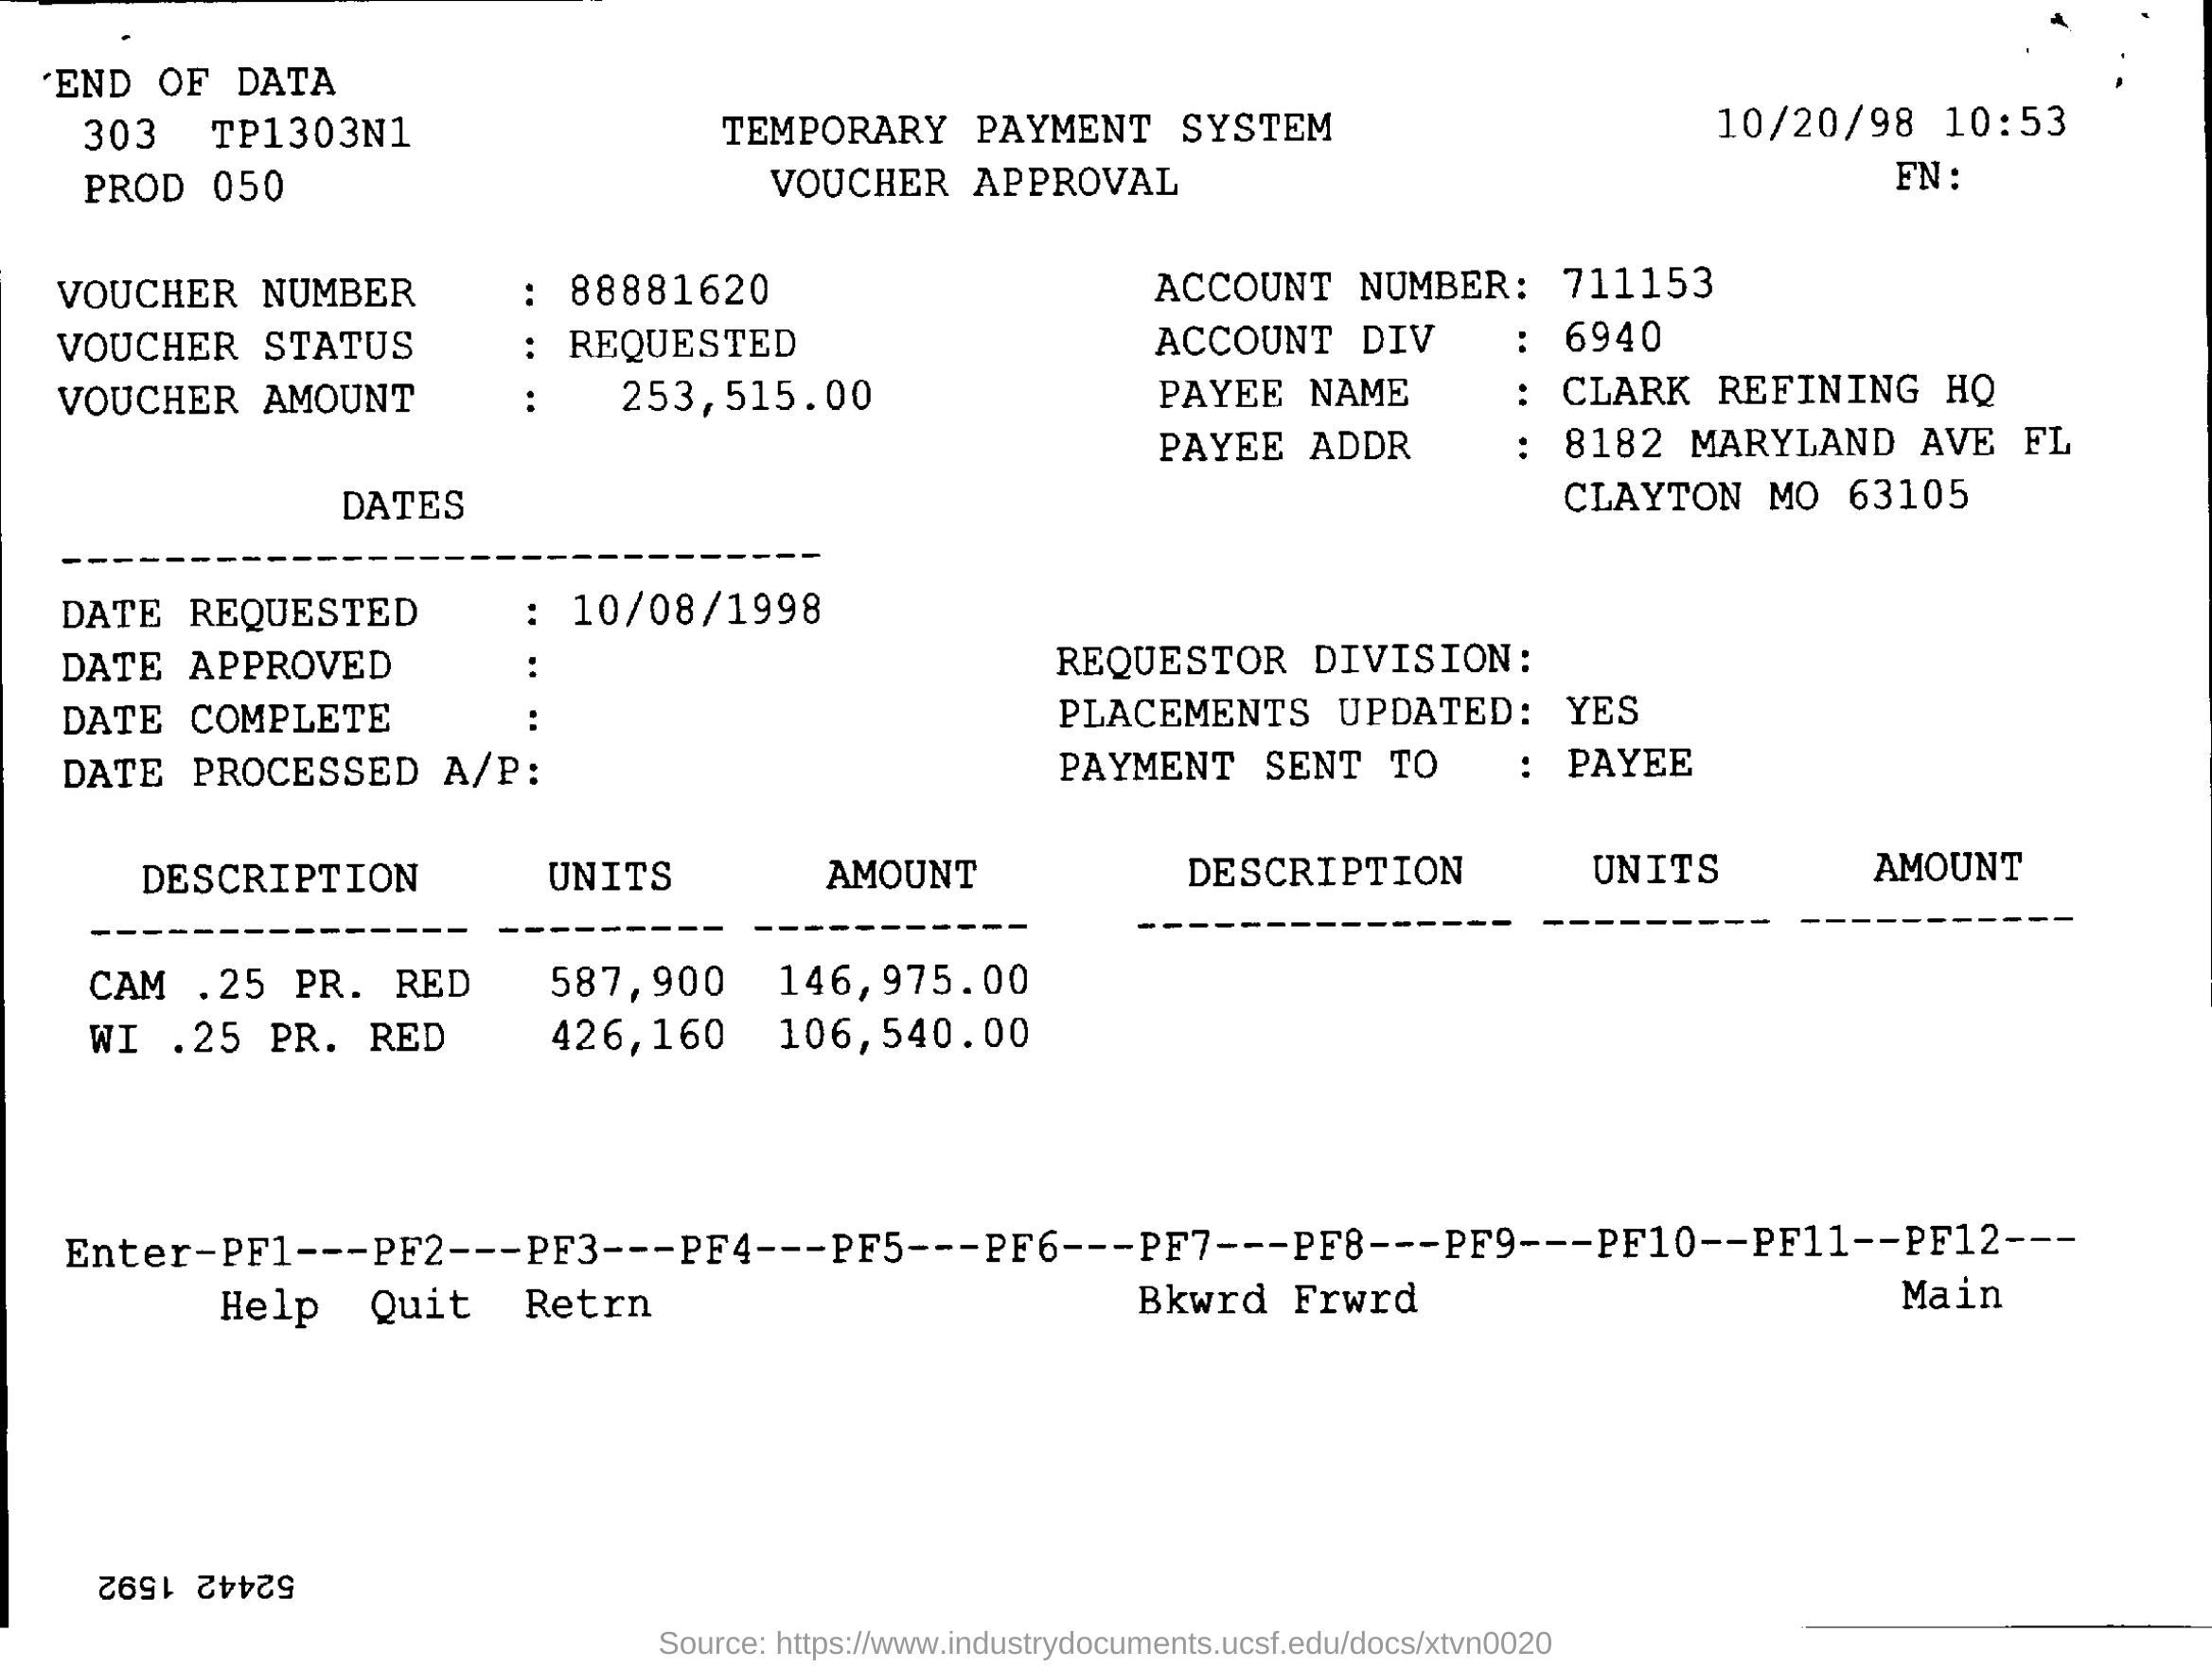 END OF DATA
303 TP1303N1 TEMPORARY PAYMENT SYSTEM 10/20/98 10:53
PROD 050 VOUCHER APPROVAL FN:
VOUCHER NUMBER : 88881620 ACCOUNT NUMBER: 711153
VOUCHER STATUS : REQUESTED ACCOUNT DIV : 6940
VOUCHER AMOUNT : 253,515.00 PAYEE NAME : CLARK REFINING HQ
PAYEE ADDR : 8182 MARYLAND AVE FL
DATES CLAYTON MO 63105
------------------------------
DATE REQUESTED : 10/08/1998
DATE APPROVED : REQUESTOR DIVISION:
DATE COMPLETE : PLACEMENTS UPDATED: YES
DATE PROCESSED A/P: PAYMENT SENT TO : PAYEE
DESCRIPTION UNITS AMOUNT DESCRIPTION UNITS AMOUNT
--------------- --------- ----------- --------------- --------- -----------
CAM .25 PR. RED 587,900 146,975.00
WI .25 PR. RED 426,160 106,540.00
Enter-PF1---PF2---PF3---PF4---PF5---PF6---PF7---PF8---PF9---PF10--PF11--PF12---
Help Quit Retrn Bkwrd Frwrd Main
52442 1592
Source: https://www.industrydocuments.ucsf.edu/docs/xtvn0020